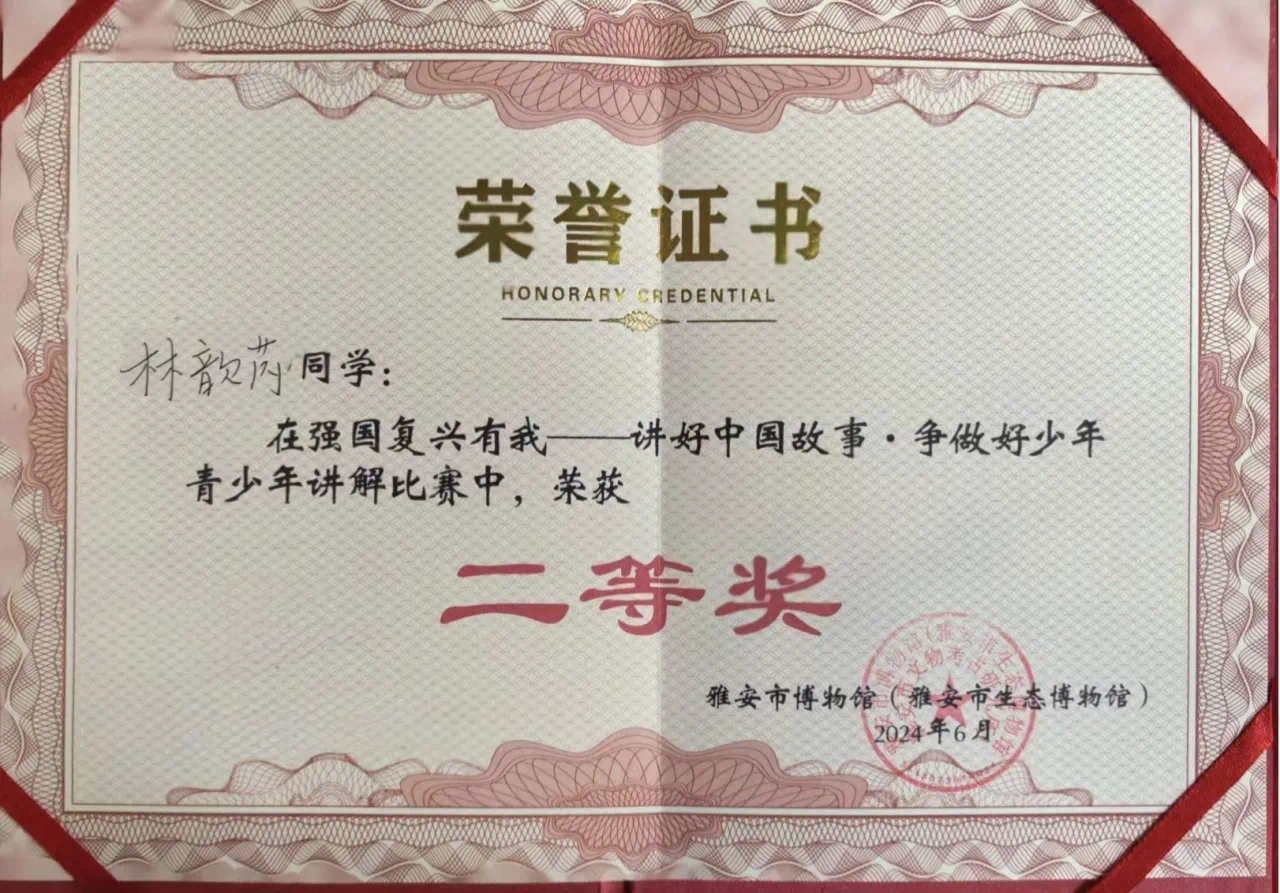 荣誉证书
HONORARY CREDENTIAL
林韵芮同学：
在强国复兴有我——讲好中国故事·争做好少年
青少年讲解比赛中，荣获
二等奖
雅安市博物馆（雅安市生态博物馆）
2024年6月